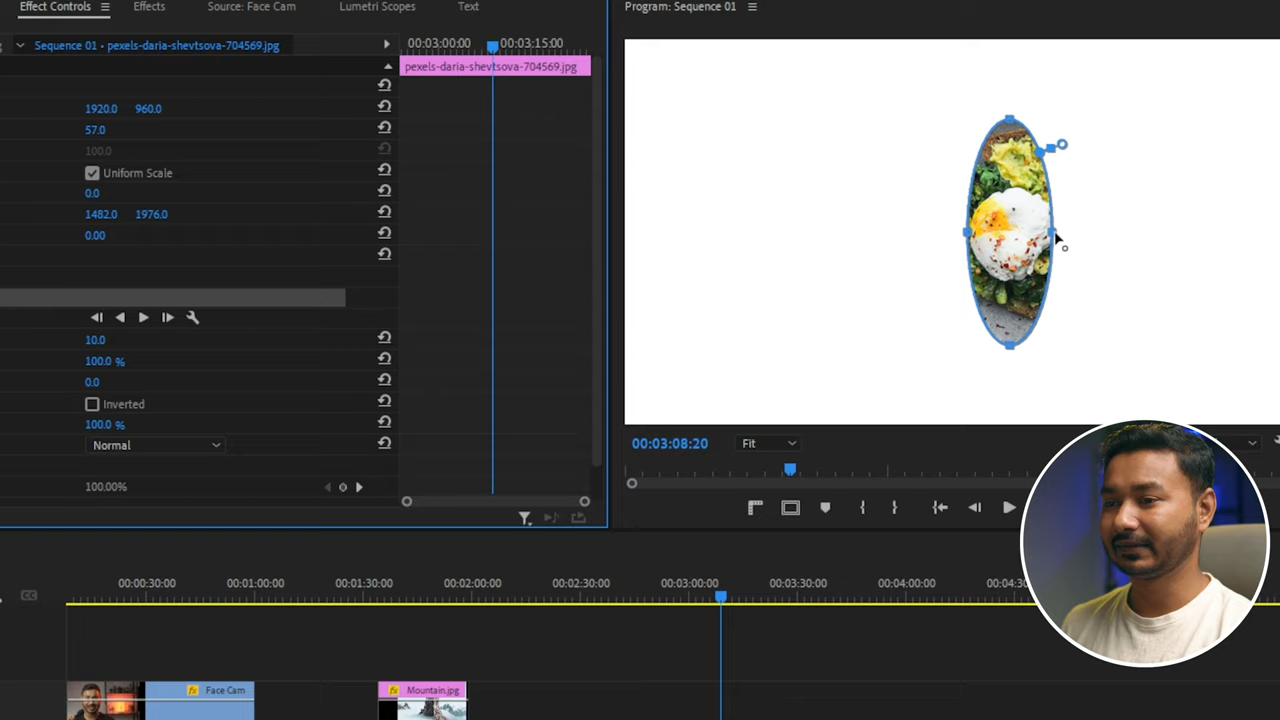 Effect Controls Effects Source: Face Cam Lumetri Scopes Text
Program: Sequence 01
Sequence 01 • pexels-daria-shevtsova-704569.jpg
00:03:00:00 00:03:15:00
pexels-daria-shevtsova-704569.jpg
1920.0 960.0
57.0
100.0
Uniform Scale
0.0
1482.0 1976.0
0.00
10.0
100.0 %
0.0
Inverted
100.0 %
Normal
100.00%
00:03:08:20 Fit
00:00:30:00 00:01:00:00 00:01:30:00 00:02:00:00 00:02:30:00 00:03:00:00 00:03:30:00 00:04:00:00 00:04:30:00
CC
fx Face Cam
fx Mountain.jpg